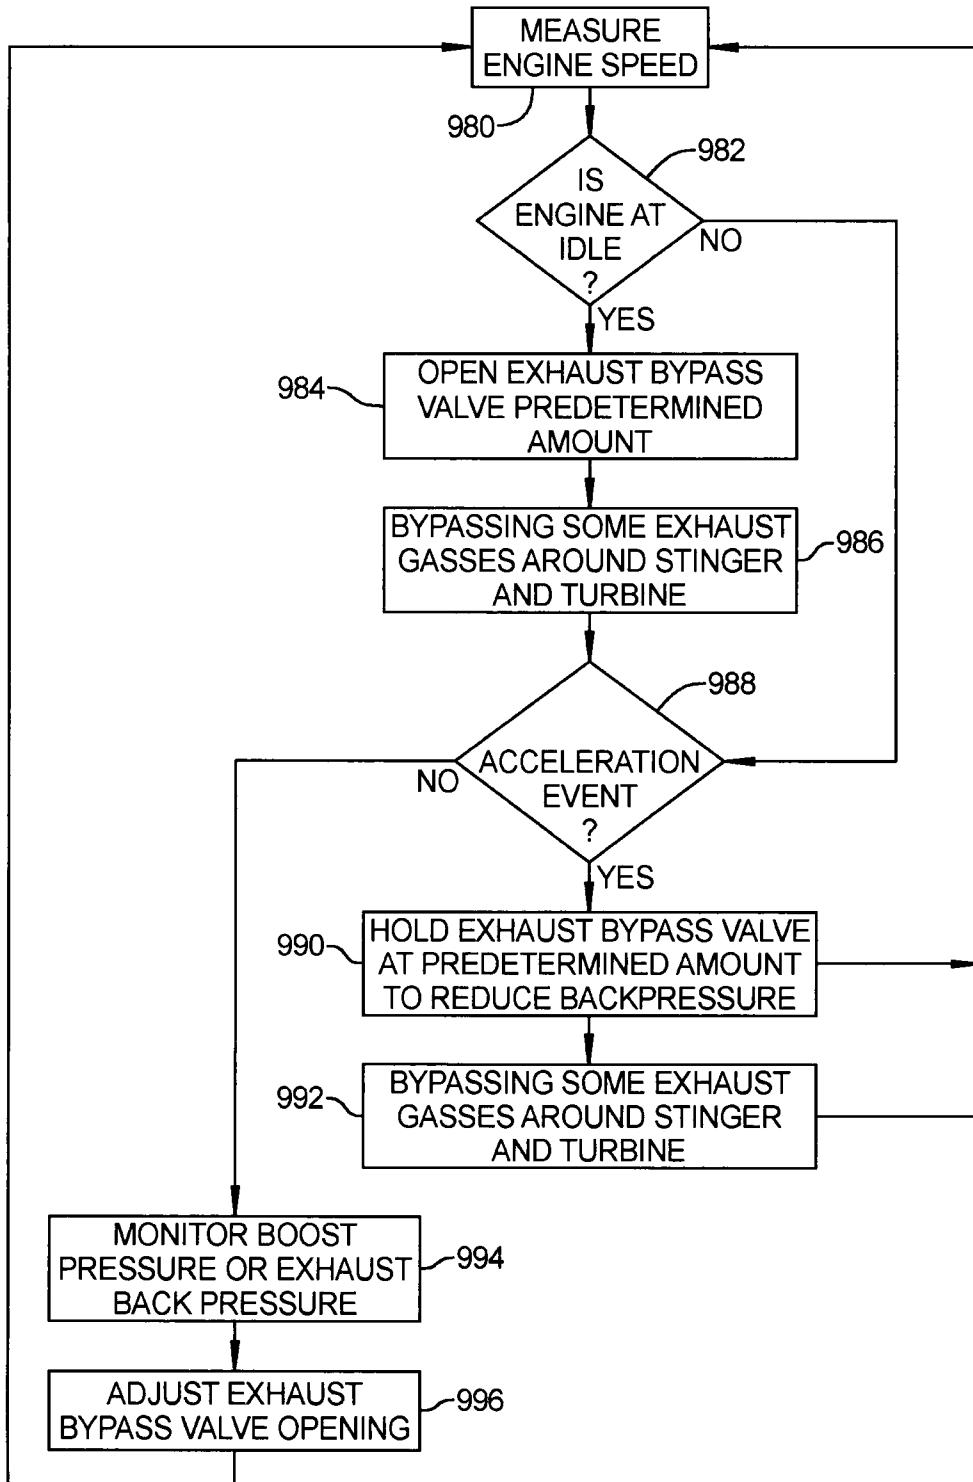 MEASURE
ENGINE SPEED
980
982
IS
ENGINE AT
IDLE
?
NO
YES
984
OPEN EXHAUST BYPASS
VALVE PREDETERMINED
AMOUNT
BYPASSING SOME EXHAUST
GASSES AROUND STINGER
AND TURBINE
986
988
ACCELERATION
EVENT
?
NO
YES
990
HOLD EXHAUST BYPASS VALVE
AT PREDETERMINED AMOUNT
TO REDUCE BACKPRESSURE
992
BYPASSING SOME EXHAUST
GASSES AROUND STINGER
AND TURBINE
MONITOR BOOST
PRESSURE OR EXHAUST
BACK PRESSURE
994
ADJUST EXHAUST
BYPASS VALVE OPENING
996